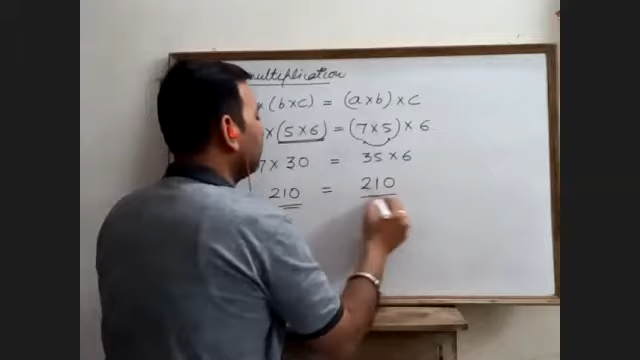 multiplication
× (b × c) = (a × b) × c
× (5 × 6) = (7 × 5) × 6
7 × 30 = 35 × 6
210 = 210